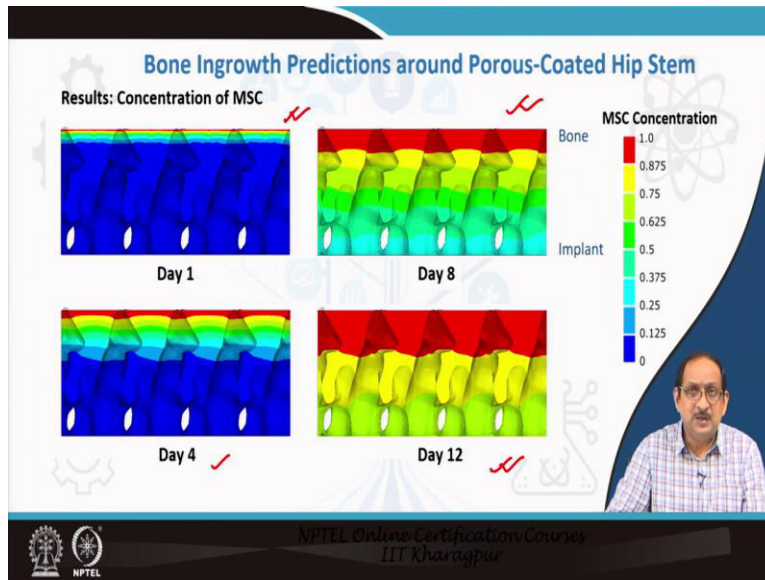 Bone Ingrowth Predictions around Porous-Coated Hip Stem
Results: Concentration of MSC
MSC Concentration
Bone
Implant
1.0
0.875
0.75
0.625
0.5
0.375
0.25
0.125
0
Day 1
Day 8
Day 4
Day 12
NPTEL Online Certification Courses
IIT Kharagpur
NPTEL